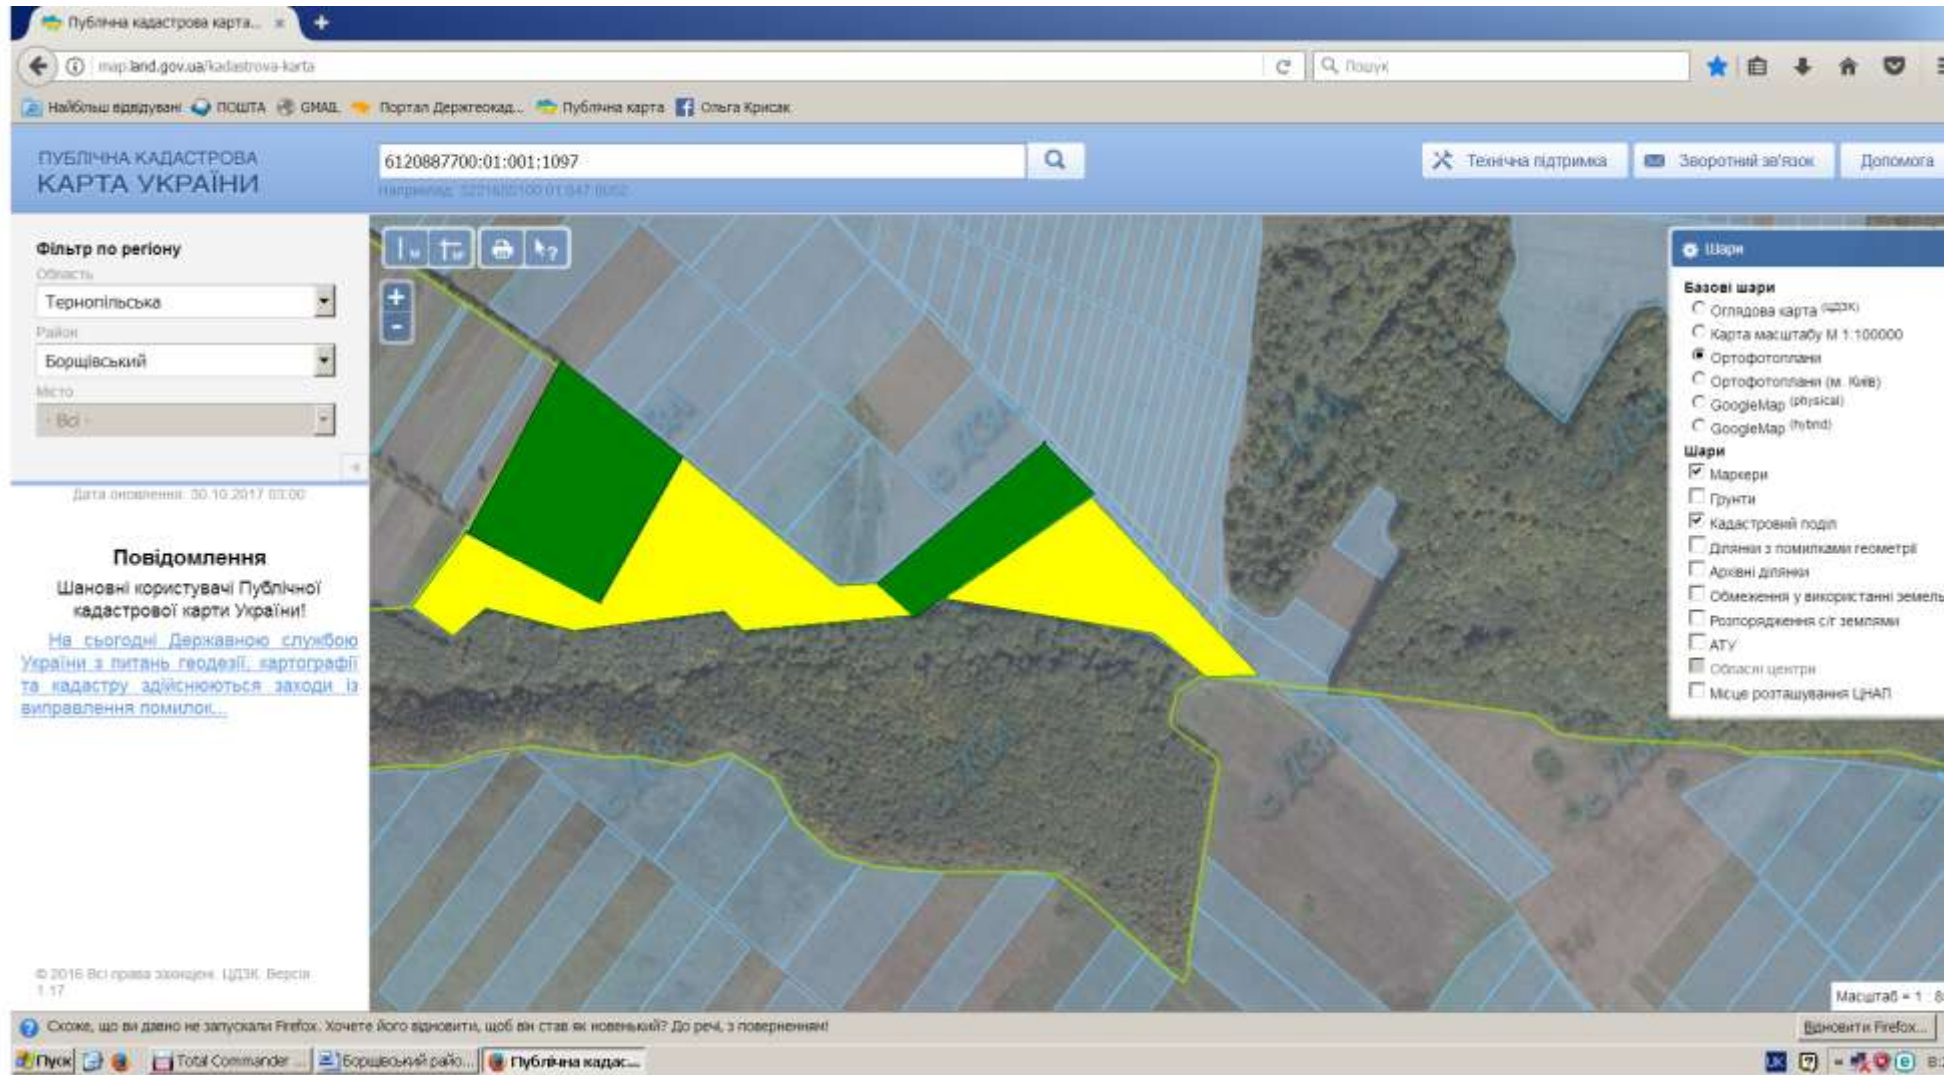 Публічна кадастрова карта...
map.land.gov.ua/kadastrova-karta
Пошук
Найбільш відвідувані ПОШТА GMAIL Портал Держгеокад... Публічна карта Ольга Крисак
ПУБЛІЧНА КАДАСТРОВА
КАРТА УКРАЇНИ
6120887700:01:001:1097
Технічна підтримка Зворотний зв'язок Допомога
Фільтр по регіону
Область
Тернопільська
Район
Борщівський
Місто
- Всі -
Дата оновлення: 30.10.2017 03:00
Повідомлення
Шановні користувачі Публічної
кадастрової карти України!
На сьогодні Державною службою
України з питань геодезії, картографії
та кадастру здійснюються заходи із
виправлення помилок...
© 2016 Всі права захищені. ЦДЗК. Версія
1.17
Шари
Базові шари
Оглядова карта (ЦДЗК)
Карта масштабу М 1:100000
Ортофотоплани
Ортофотоплани (м. Київ)
GoogleMap (physical)
GoogleMap (hybrid)
Шари
Маркери
Грунти
Кадастровий поділ
Ділянки з помилками геометрії
Архівні ділянки
Обмеження у використанні земель
Розпорядження с/г землями
АТУ
Обласні центри
Місце розташування ЦНАП
Масштаб = 1 : 8
Схоже, що ви давно не запускали Firefox. Хочете його відновити, щоб він став як новенький? До речі, з поверненням!
Відновити Firefox...
Пуск Total Commander ... Борщівський райо... Публічна кадас...
UK